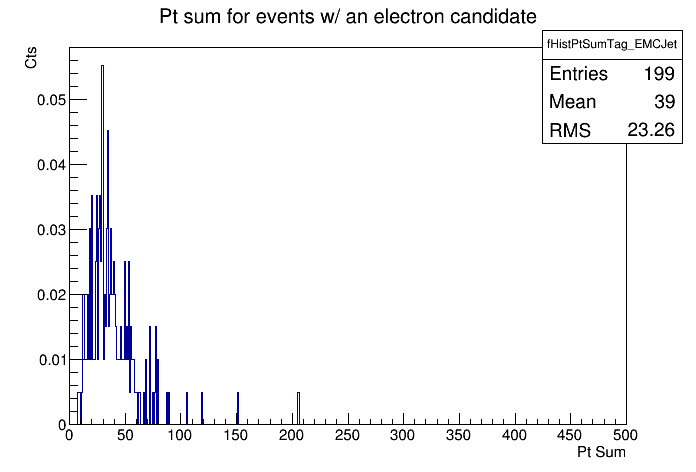 Pt sum for events w/ an electron candidate
Cts
fHistPtSumTag_EMCJet
Entries 199
Mean 39
RMS 23.26
0.05
0.04
0.03
0.02
0.01
0
0 50 100 150 200 250 300 350 400 450 500
Pt Sum